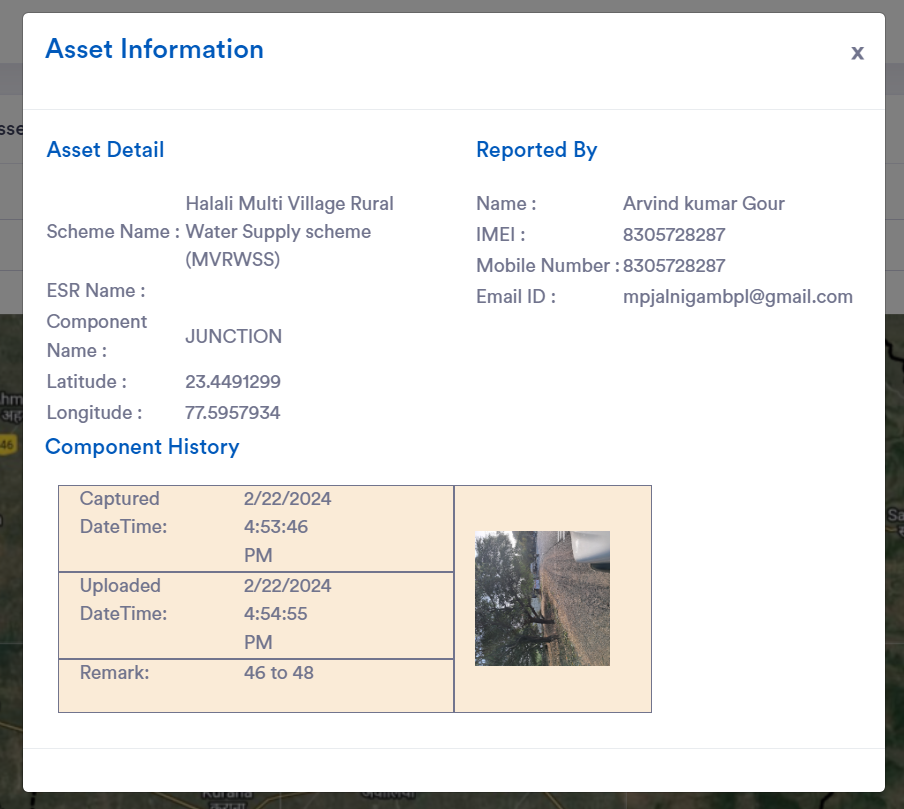 Asset Information
x
sse
Asset Detail
Scheme Name : Halali Multi Village Rural
Water Supply scheme
(MVRWSS)
ESR Name :
Component
Name : JUNCTION
Latitude : 23.4491299
Longitude : 77.5957934
Reported By
Name : Arvind kumar Gour
IMEI : 8305728287
Mobile Number : 8305728287
Email ID : mpjalnigambpl@gmail.com
Component History
Captured 2/22/2024
DateTime: 4:53:46
PM
Uploaded 2/22/2024
DateTime: 4:54:55
PM
Remark: 46 to 48
46